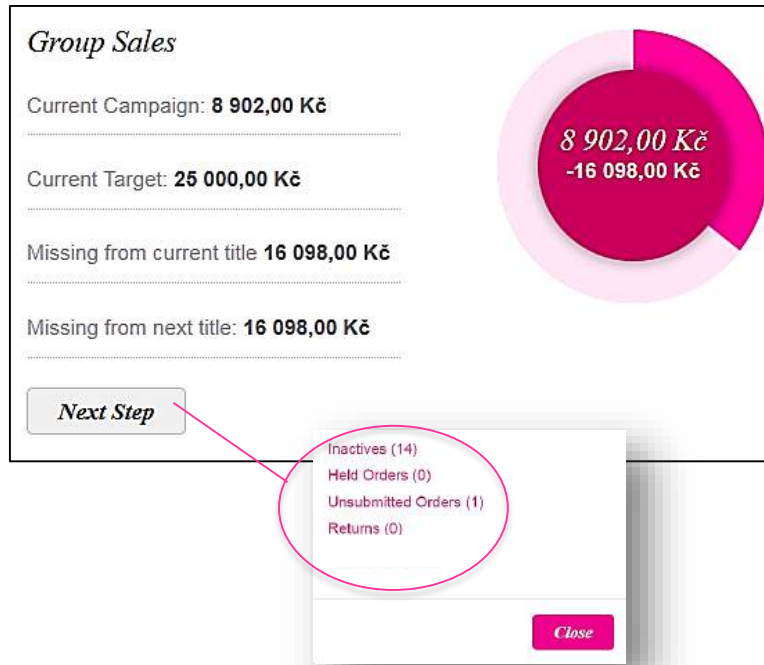 Group Sales
Current Campaign: 8 902,00 Kč
Current Target: 25 000,00 Kč
Missing from current title 16 098,00 Kč
Missing from next title: 16 098,00 Kč
Next Step
8 902,00 Kč
-16 098,00 Kč
Inactives (14)
Held Orders (0)
Unsubmitted Orders (1)
Returns (0)
Close